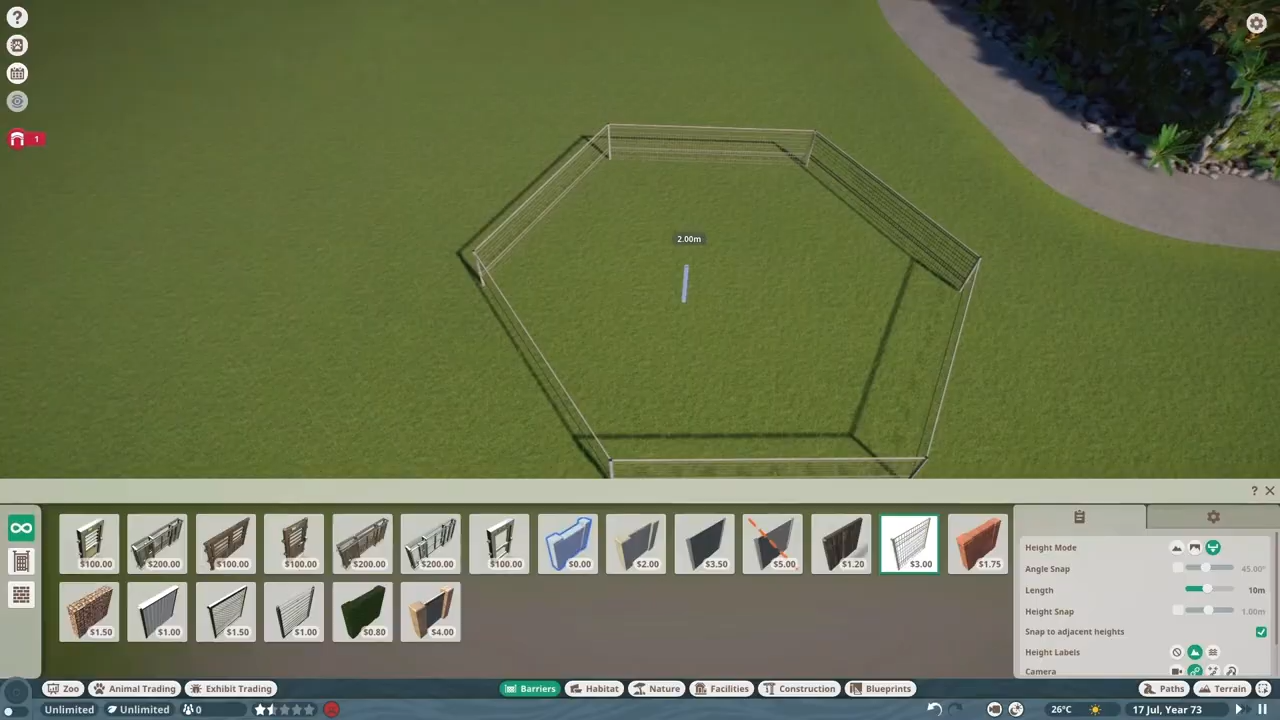 ?
1
2.00m
?
$100.00
$200.00
$100.00
$100.00
$200.00
$200.00
$100.00
$0.00
$2.00
$3.50
$5.00
$1.20
$3.00
$1.75
$1.50
$1.00
$1.50
$1.00
$0.80
$4.00
Height Mode
Angle Snap 45.00°
Length 10m
Height Snap 1.00m
Snap to adjacent heights
Height Labels
Camera
Zoo Animal Trading Exhibit Trading Barriers Habitat Nature Facilities Construction Blueprints Paths Terrain
Unlimited Unlimited 0 26°C 17 Jul, Year 73